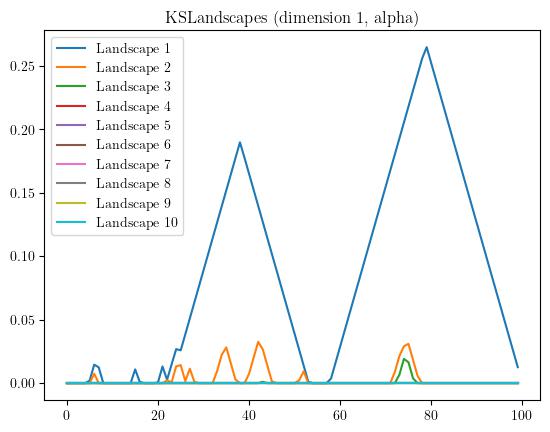 KSLandscapes (dimension 1, alpha)
Landscape 1
Landscape 2
Landscape 3
Landscape 4
Landscape 5
Landscape 6
Landscape 7
Landscape 8
Landscape 9
Landscape 10
0.25
0.20
0.15
0.10
0.05
0.00
0 20 40 60 80 100